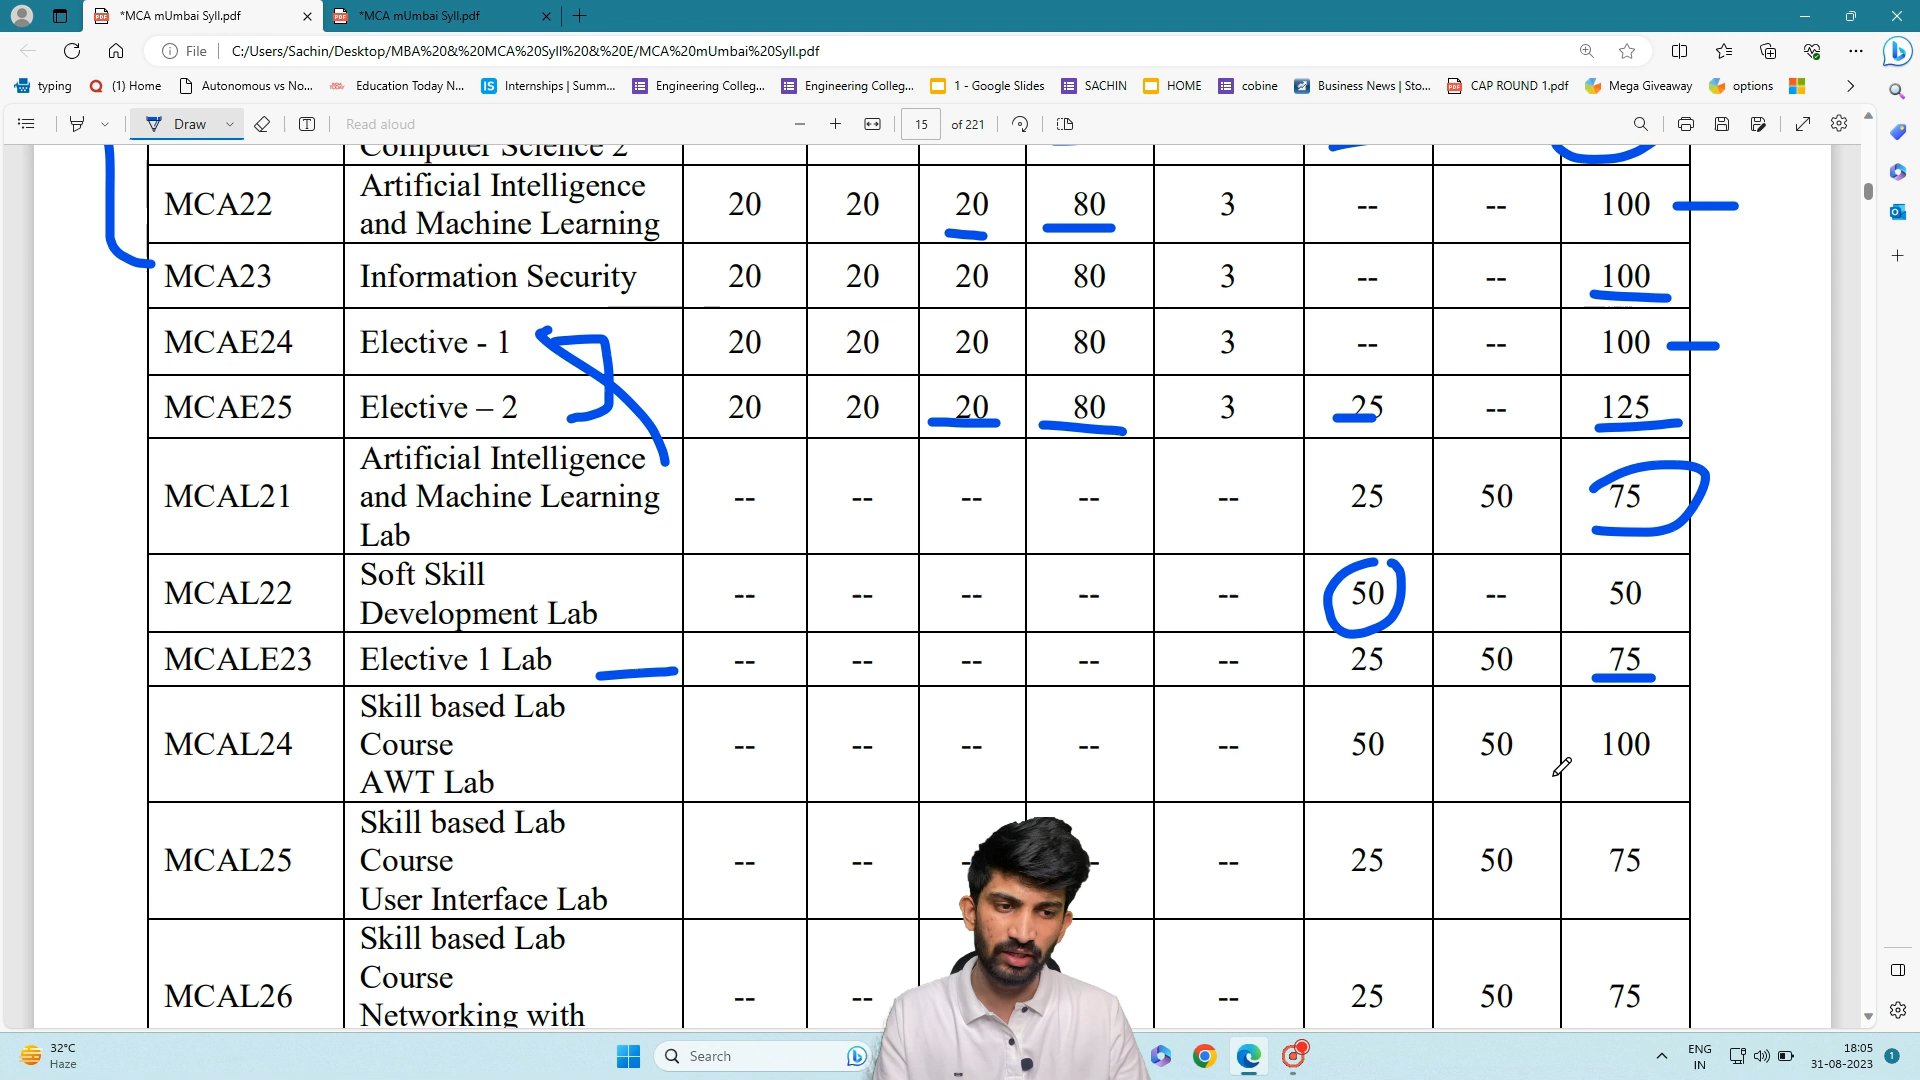 *MCA mUmbai Syll.pdf
*MCA mUmbai Syll.pdf
File
C:/Users/Sachin/Desktop/MBA%20&%20MCA%20Syll%20&%20E/MCA%20mUmbai%20Syll.pdf
typing
(1) Home
Autonomous vs No...
Education Today N...
Internships | Summ...
Engineering Colleg...
Engineering Colleg...
1 - Google Slides
SACHIN
HOME
cobine
Business News | Sto...
CAP ROUND 1.pdf
Mega Giveaway
options
Draw
Read aloud
15 of 221
Computer Science 2
MCA22 Artificial Intelligence and Machine Learning 20 20 20 80 3 -- -- 100
MCA23 Information Security 20 20 20 80 3 -- -- 100
MCAE24 Elective - 1 20 20 20 80 3 -- -- 100
MCAE25 Elective – 2 20 20 20 80 3 25 -- 125
MCAL21 Artificial Intelligence and Machine Learning Lab -- -- -- -- -- 25 50 75
MCAL22 Soft Skill Development Lab -- -- -- -- -- 50 -- 50
MCALE23 Elective 1 Lab -- -- -- -- -- 25 50 75
MCAL24 Skill based Lab Course AWT Lab -- -- -- -- -- 50 50 100
MCAL25 Skill based Lab Course User Interface Lab -- -- - - -- 25 50 75
MCAL26 Skill based Lab Course Networking with -- -- -- 25 50 75
32°C
Haze
Search
ENG
IN
18:05
31-08-2023
1